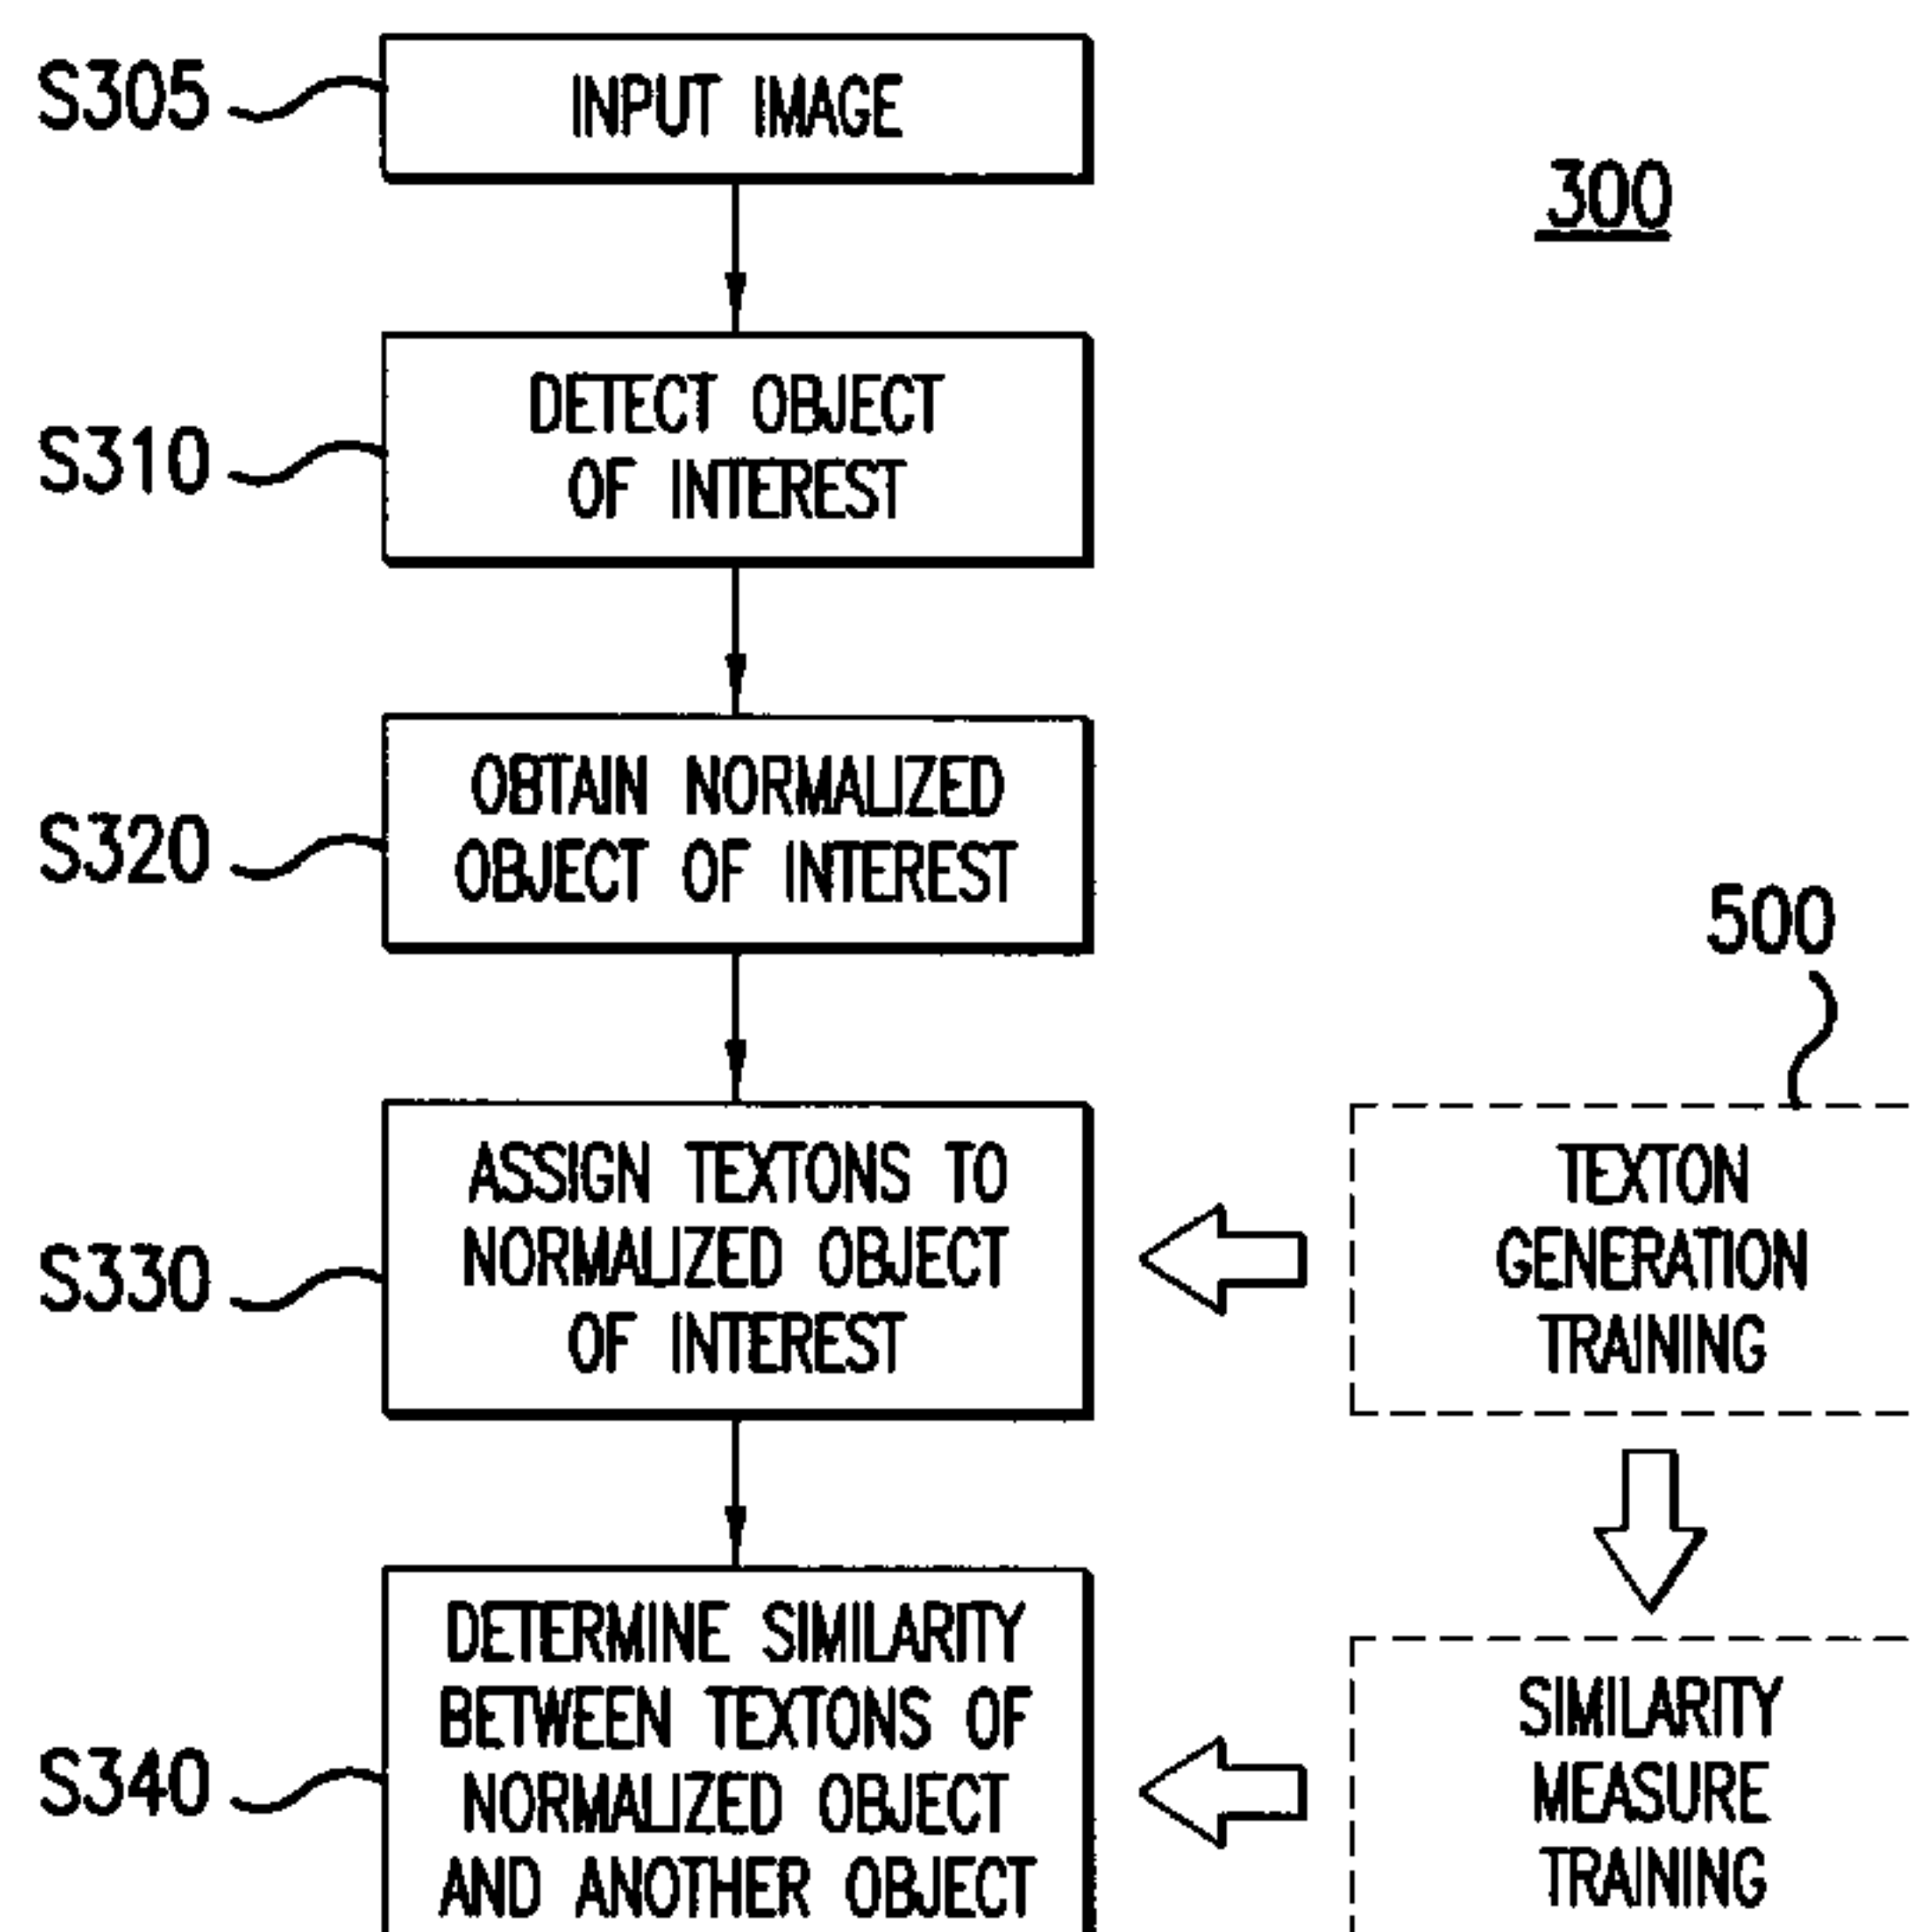 S305
INPUT IMAGE
300
S310
DETECT OBJECT
OF INTEREST
S320
OBTAIN NORMALIZED
OBJECT OF INTEREST
500
S330
ASSIGN TEXTONS TO
NORMALIZED OBJECT
OF INTEREST
TEXTON
GENERATION
TRAINING
S340
DETERMINE SIMILARITY
BETWEEN TEXTONS OF
NORMALIZED OBJECT
AND ANOTHER OBJECT
SIMILARITY
MEASURE
TRAINING